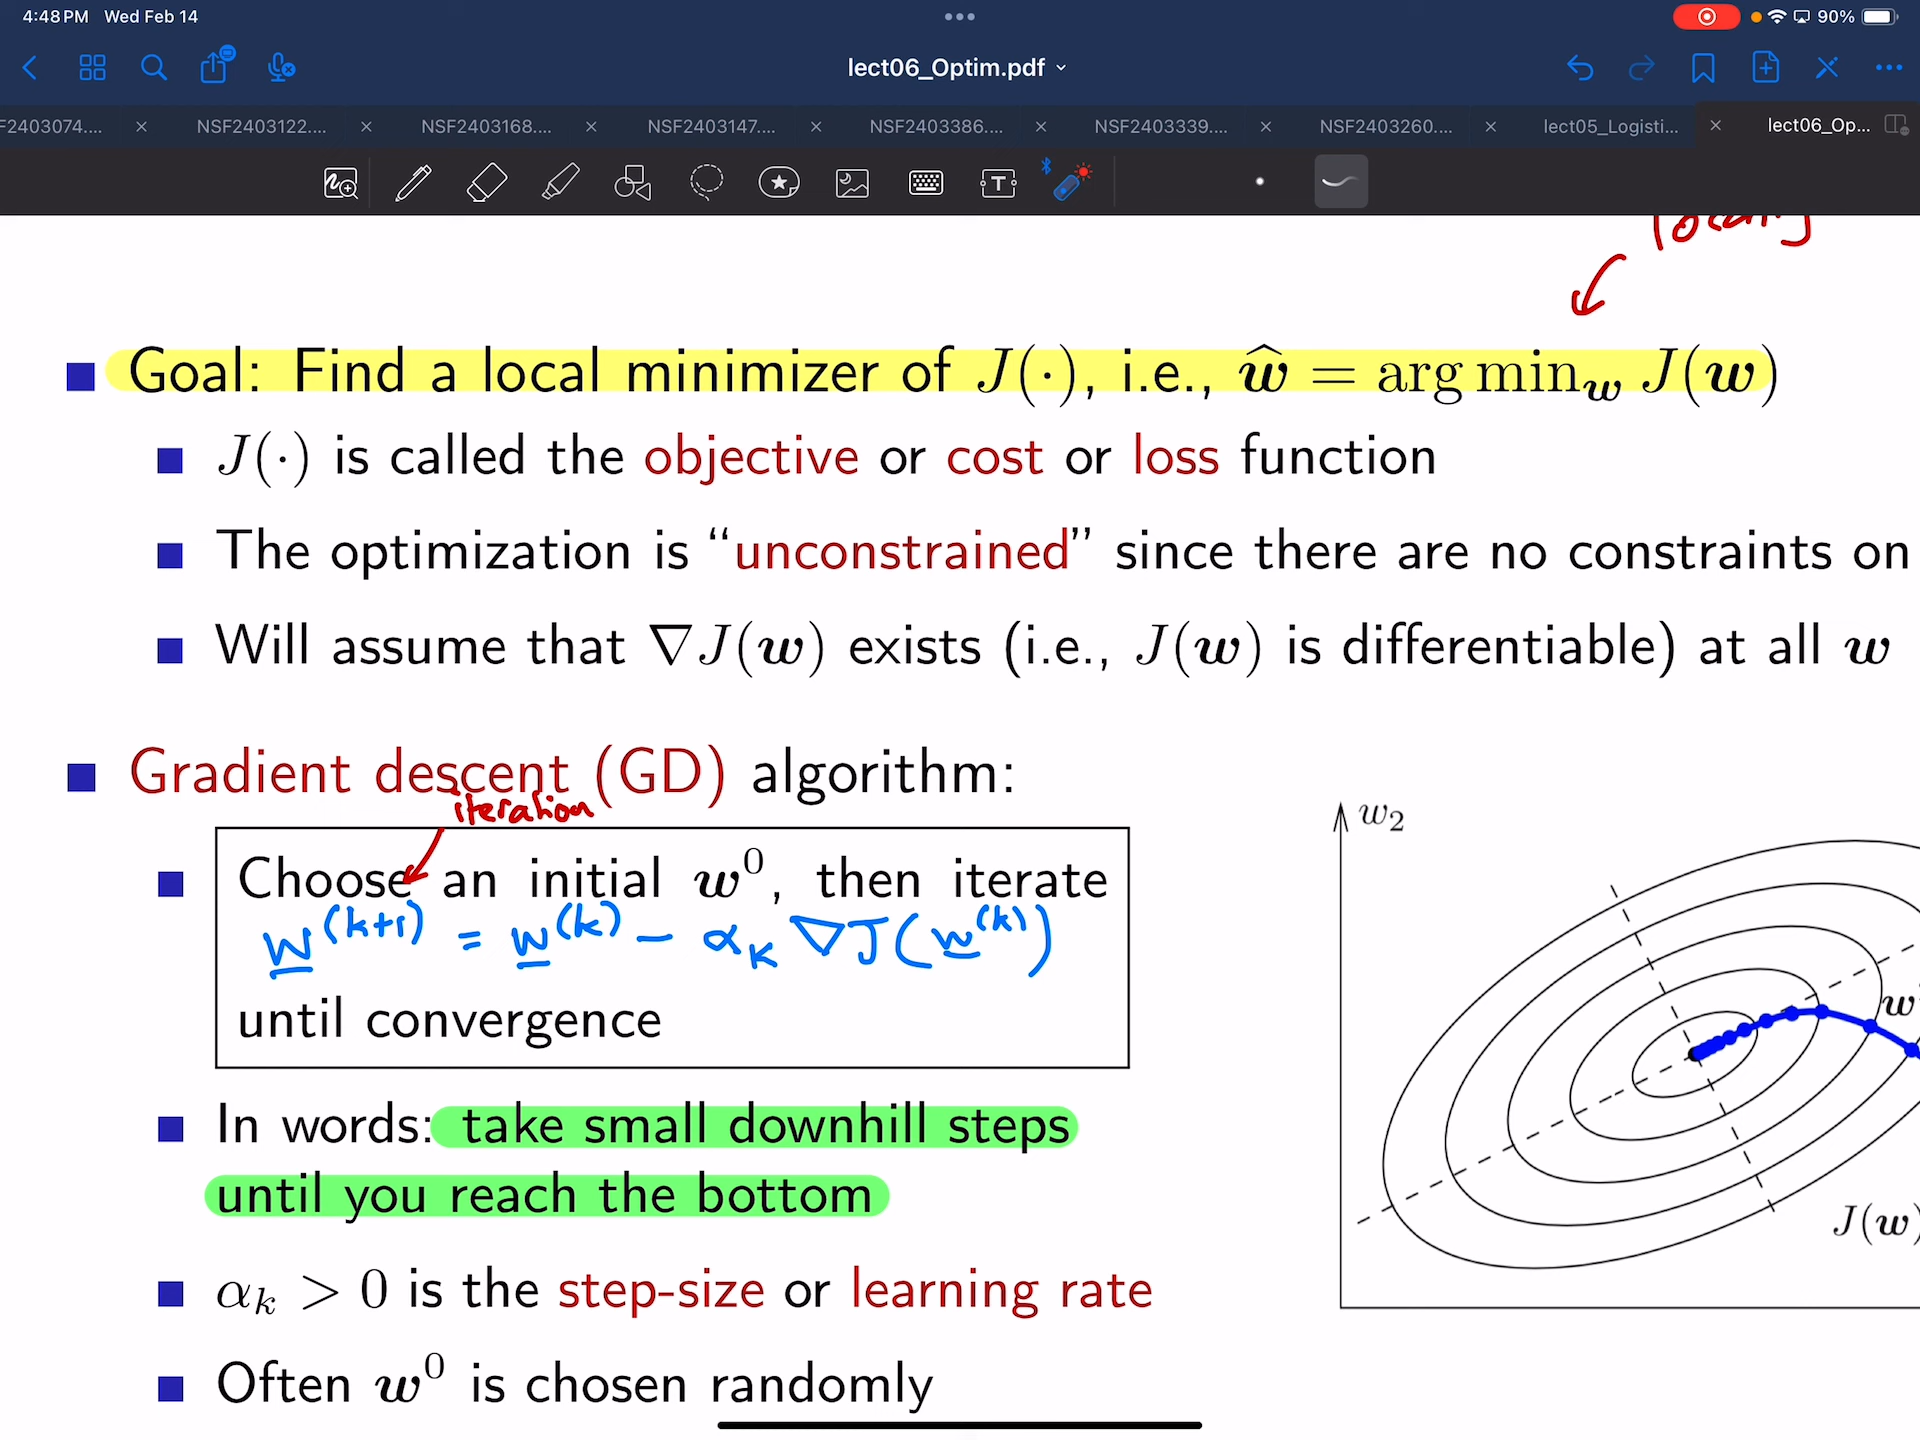 4:48 PM Wed Feb 14
90%
lect06_Optim.pdf
F2403074.... NSF2403122.... NSF2403168.... NSF2403147.... NSF2403386.... NSF2403339.... NSF2403260.... lect05_Logisti... lect06_Op...
Goal: Find a local minimizer of J(·), i.e., ŵ = arg min_w J(w)
J(·) is called the objective or cost or loss function
The optimization is “unconstrained” since there are no constraints on
Will assume that ∇J(w) exists (i.e., J(w) is differentiable) at all w
Gradient descent (GD) algorithm:
iteration
Choose an initial w⁰, then iterate
w^(k+1) = w^(k) − α_k ∇J(w^(k))
until convergence
In words: take small downhill steps
until you reach the bottom
α_k > 0 is the step-size or learning rate
Often w⁰ is chosen randomly
w₂
w
J(w)